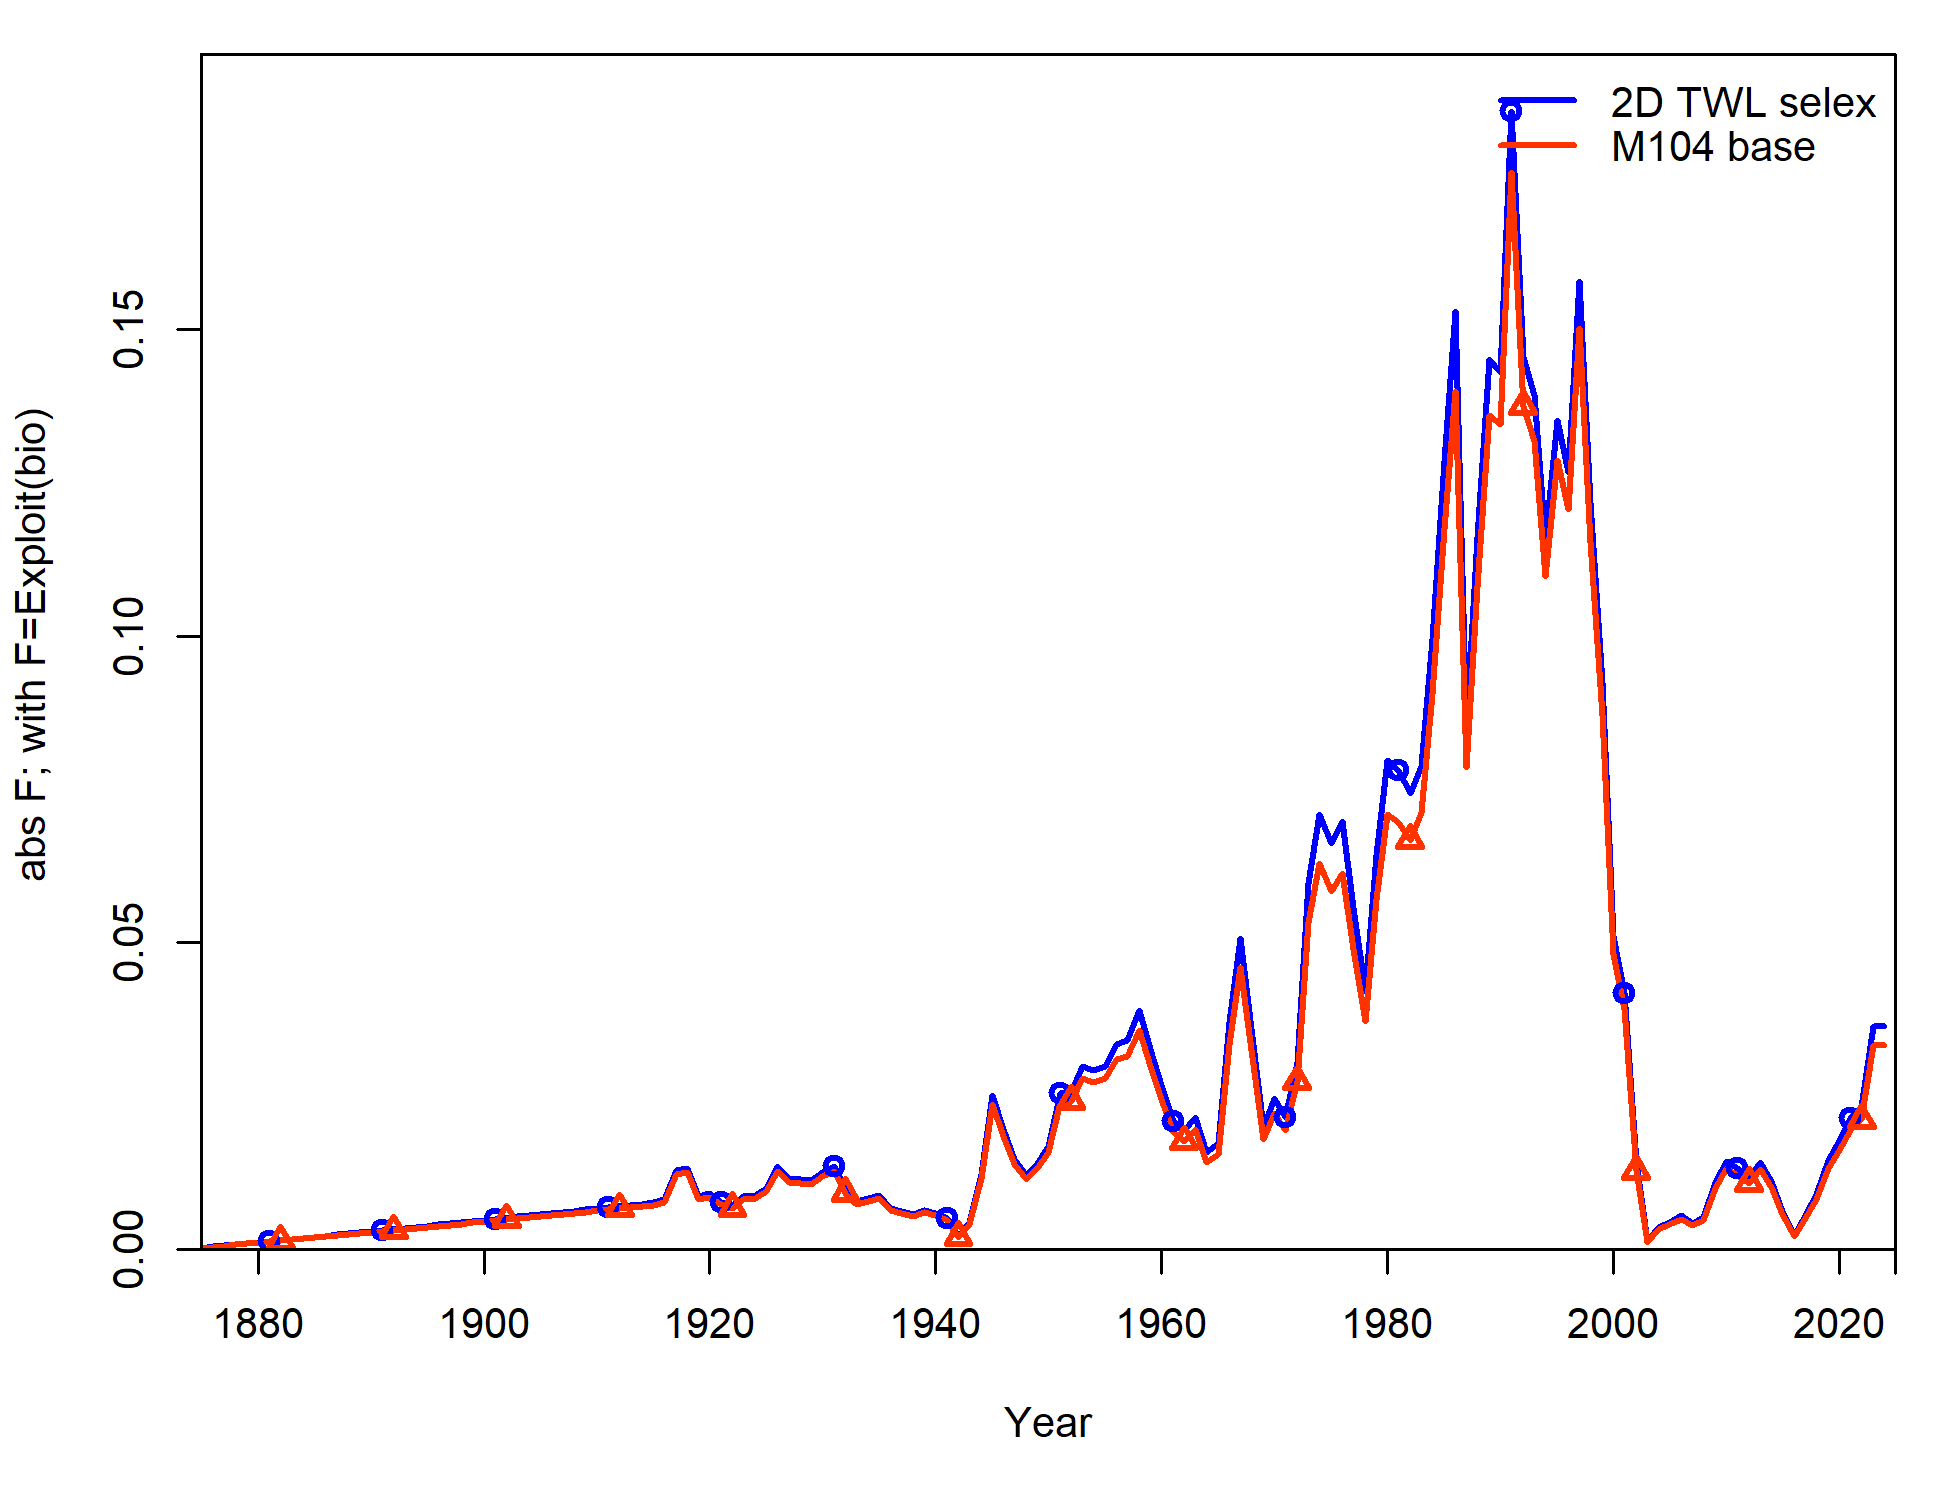 2D TWL selex
M104 base
abs F; with F=Exploit(bio)
0.15
0.10
0.05
0.00
1880 1900 1920 1940 1960 1980 2000 2020
Year